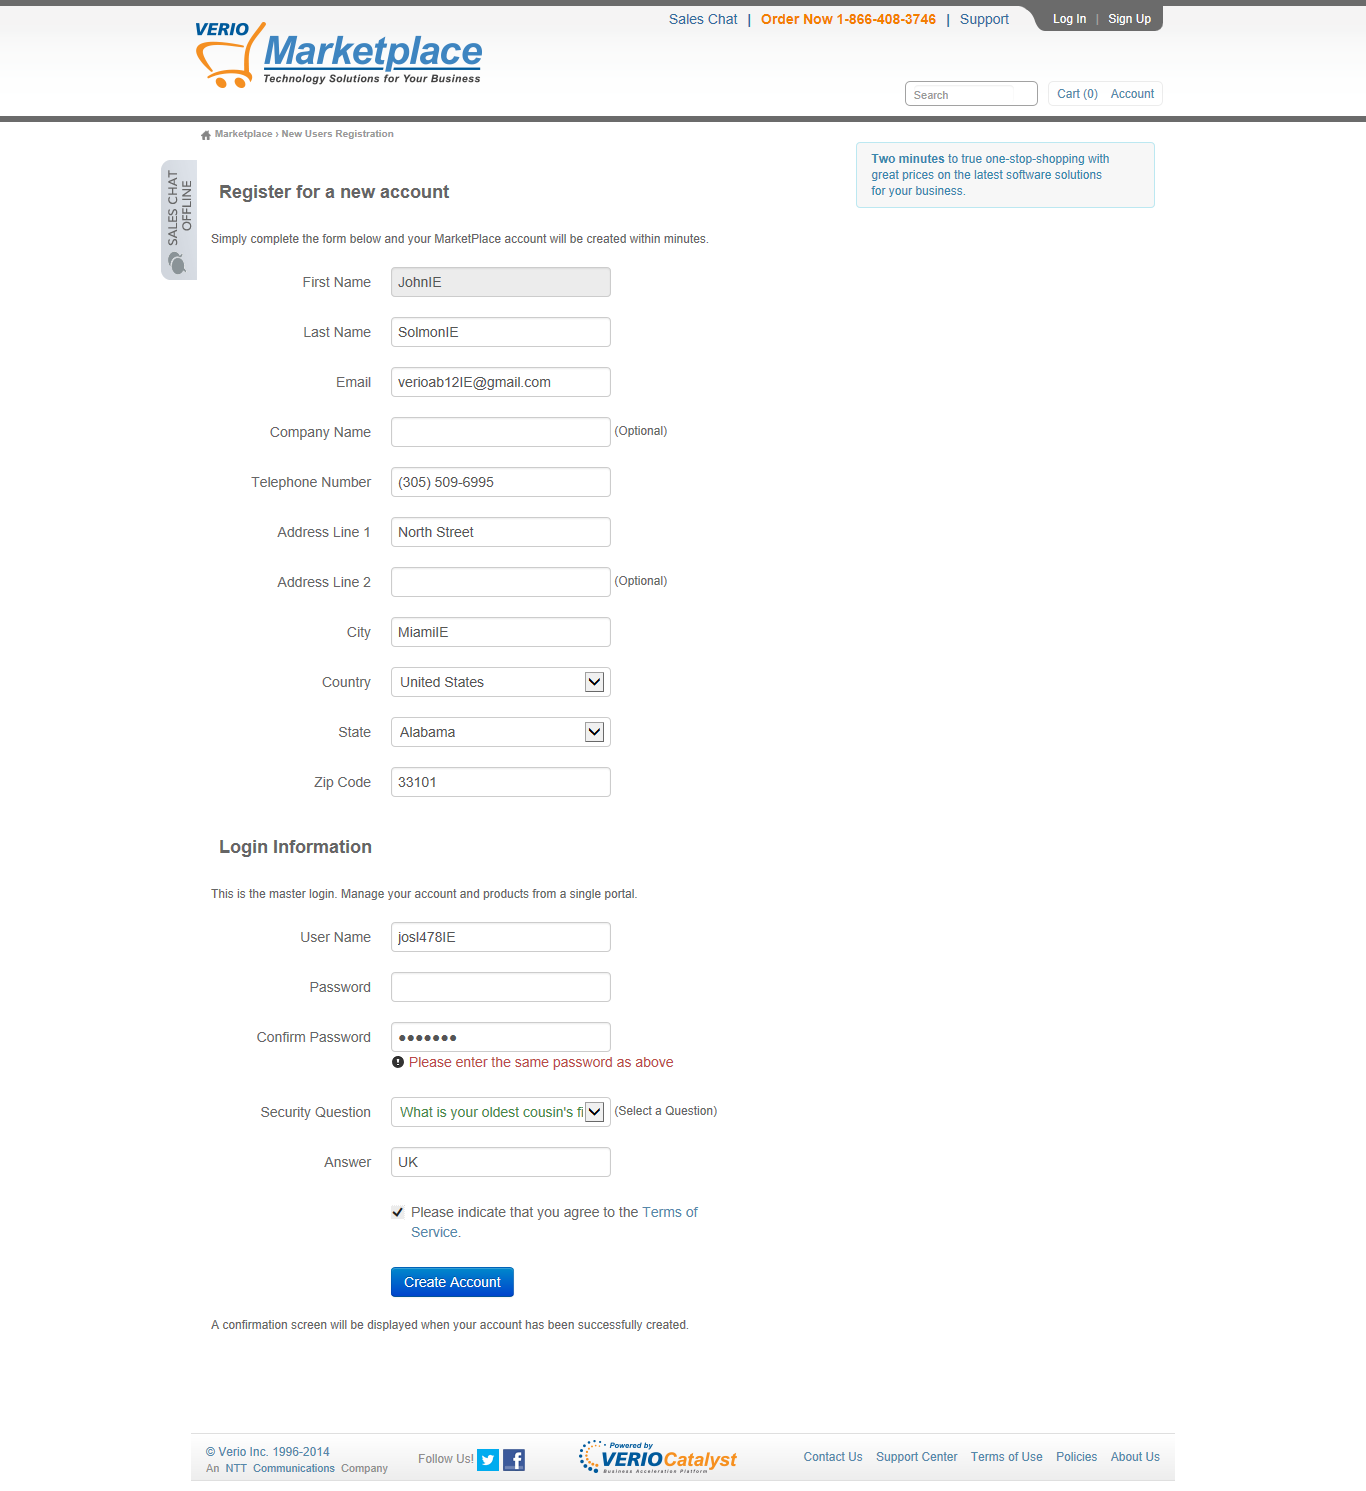 Sales Chat | Order Now 1-866-408-3746 | Support
Log In | Sign Up
VERIO
Marketplace
Technology Solutions for Your Business
Search
Cart (0) Account
Marketplace › New Users Registration
Two minutes to true one-stop-shopping with
great prices on the latest software solutions
for your business.
SALES CHAT
OFFLINE
Register for a new account
Simply complete the form below and your MarketPlace account will be created within minutes.
First Name JohnIE
Last Name SolmonIE
Email verioab12IE@gmail.com
Company Name (Optional)
Telephone Number (305) 509-6995
Address Line 1 North Street
Address Line 2 (Optional)
City MiamiIE
Country United States
State Alabama
Zip Code 33101
Login Information
This is the master login. Manage your account and products from a single portal.
User Name josl478IE
Password
Confirm Password ●●●●●●●
Please enter the same password as above
Security Question What is your oldest cousin's fi (Select a Question)
Answer UK
Please indicate that you agree to the Terms of
Service.
Create Account
A confirmation screen will be displayed when your account has been successfully created.
© Verio Inc. 1996-2014
An NTT Communications Company
Follow Us!
Powered by
VERIO Catalyst
Business Acceleration Platform
Contact Us Support Center Terms of Use Policies About Us